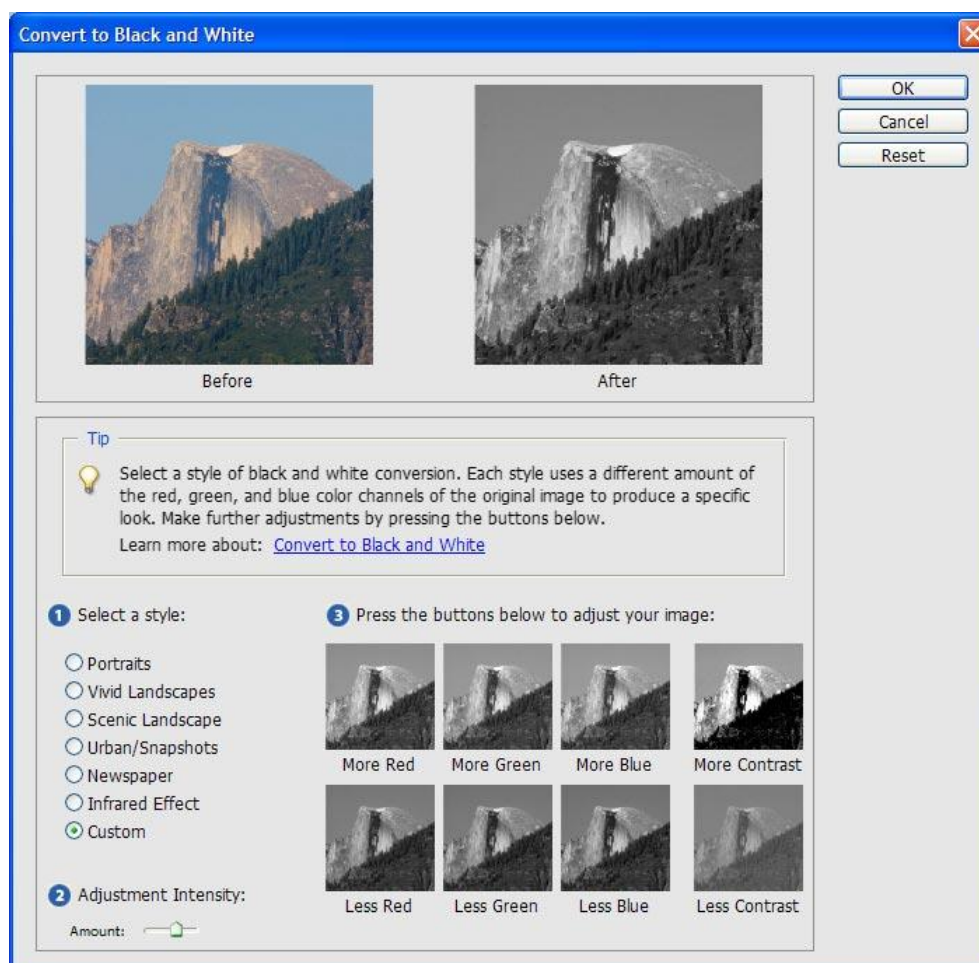 Convert to Black and White
OK
Cancel
Reset
Before
After
Tip
Select a style of black and white conversion. Each style uses a different amount of
the red, green, and blue color channels of the original image to produce a specific
look. Make further adjustments by pressing the buttons below.
Learn more about: Convert to Black and White
1 Select a style:
Portraits
Vivid Landscapes
Scenic Landscape
Urban/Snapshots
Newspaper
Infrared Effect
Custom
2 Adjustment Intensity:
Amount:
3 Press the buttons below to adjust your image:
More Red More Green More Blue More Contrast
Less Red Less Green Less Blue Less Contrast